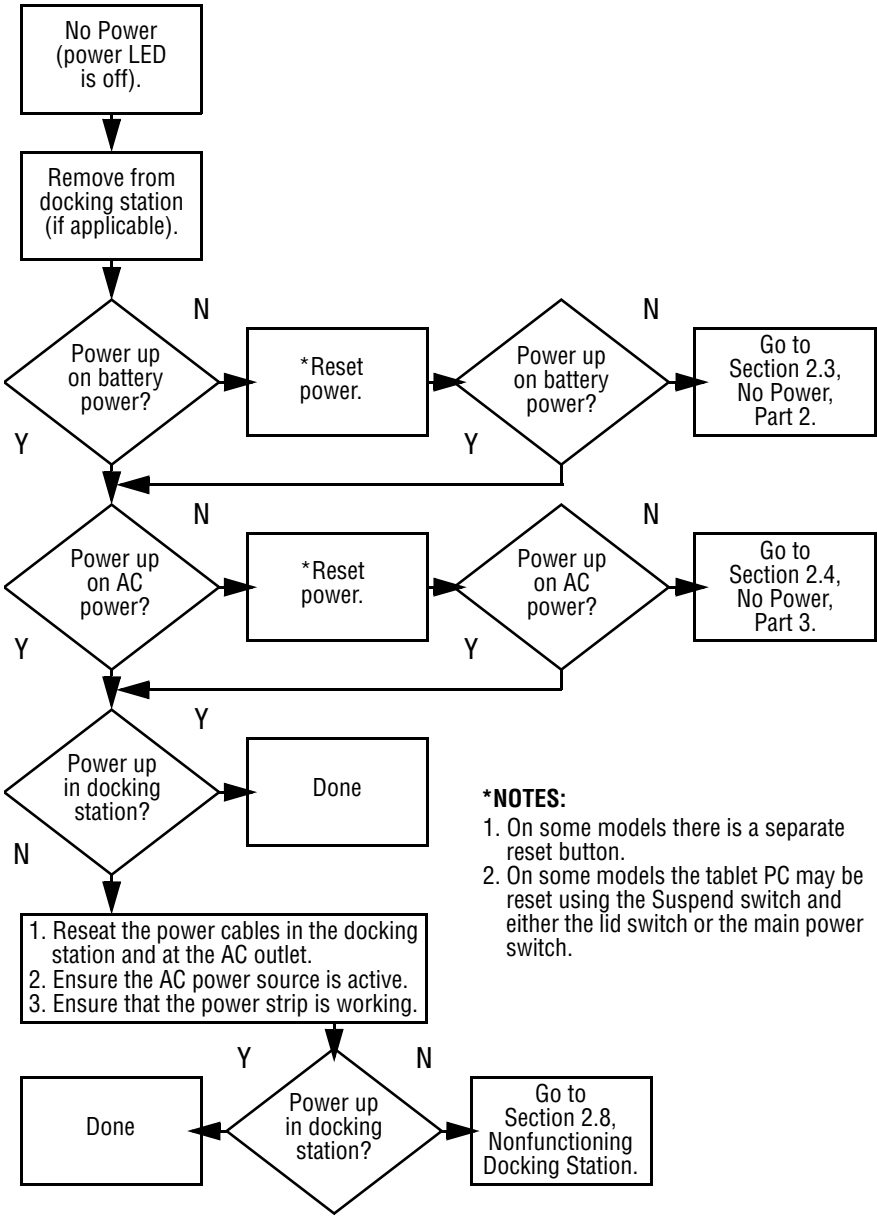 No Power
(power LED
is off).
Remove from
docking station
(if applicable).
N
N
Power up
on battery
power?
*Reset
power.
Power up
on battery
power?
Go to
Section 2.3,
No Power,
Part 2.
Y
Y
N
N
Power up
on AC
power?
*Reset
power.
Power up
on AC
power?
Go to
Section 2.4,
No Power,
Part 3.
Y
Y
Y
Power up
in docking
station?
Done
N
*NOTES:
1. On some models there is a separate
reset button.
2. On some models the tablet PC may be
reset using the Suspend switch and
either the lid switch or the main power
switch.
1. Reseat the power cables in the docking
station and at the AC outlet.
2. Ensure the AC power source is active.
3. Ensure that the power strip is working.
Y
N
Done
Power up
in docking
station?
Go to
Section 2.8,
Nonfunctioning
Docking Station.